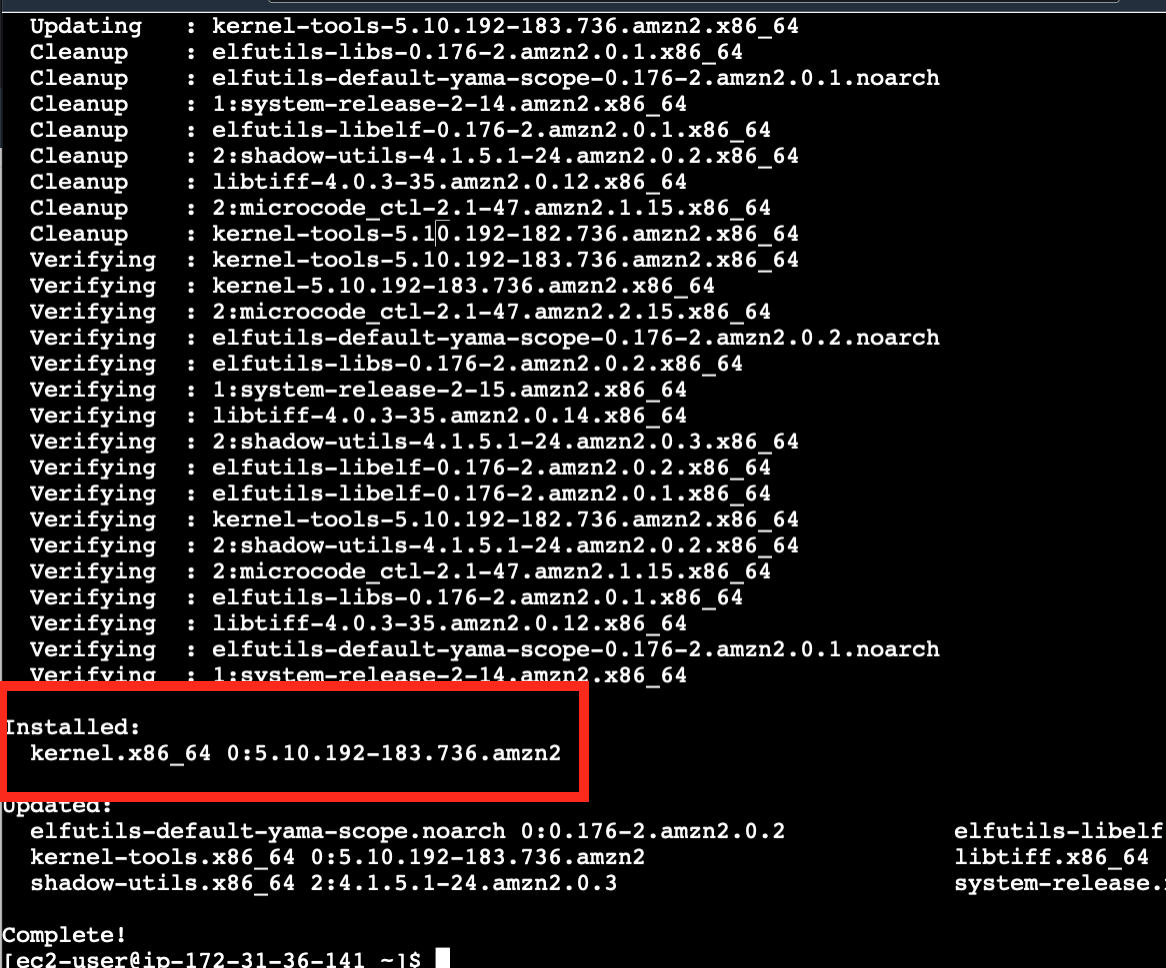 Updating   : kernel-tools-5.10.192-183.736.amzn2.x86_64
Cleanup    : elfutils-libs-0.176-2.amzn2.0.1.x86_64
Cleanup    : elfutils-default-yama-scope-0.176-2.amzn2.0.1.noarch
Cleanup    : 1:system-release-2-14.amzn2.x86_64
Cleanup    : elfutils-libelf-0.176-2.amzn2.0.1.x86_64
Cleanup    : 2:shadow-utils-4.1.5.1-24.amzn2.0.2.x86_64
Cleanup    : libtiff-4.0.3-35.amzn2.0.12.x86_64
Cleanup    : 2:microcode_ctl-2.1-47.amzn2.1.15.x86_64
Cleanup    : kernel-tools-5.10.192-182.736.amzn2.x86_64
Verifying  : kernel-tools-5.10.192-183.736.amzn2.x86_64
Verifying  : kernel-5.10.192-183.736.amzn2.x86_64
Verifying  : 2:microcode_ctl-2.1-47.amzn2.2.15.x86_64
Verifying  : elfutils-default-yama-scope-0.176-2.amzn2.0.2.noarch
Verifying  : elfutils-libs-0.176-2.amzn2.0.2.x86_64
Verifying  : 1:system-release-2-15.amzn2.x86_64
Verifying  : libtiff-4.0.3-35.amzn2.0.14.x86_64
Verifying  : 2:shadow-utils-4.1.5.1-24.amzn2.0.3.x86_64
Verifying  : elfutils-libelf-0.176-2.amzn2.0.2.x86_64
Verifying  : elfutils-libelf-0.176-2.amzn2.0.1.x86_64
Verifying  : kernel-tools-5.10.192-182.736.amzn2.x86_64
Verifying  : 2:shadow-utils-4.1.5.1-24.amzn2.0.2.x86_64
Verifying  : 2:microcode_ctl-2.1-47.amzn2.1.15.x86_64
Verifying  : elfutils-libs-0.176-2.amzn2.0.1.x86_64
Verifying  : libtiff-4.0.3-35.amzn2.0.12.x86_64
Verifying  : elfutils-default-yama-scope-0.176-2.amzn2.0.1.noarch
Verifying  : 1:system-release-2-14.amzn2.x86_64
Installed:
kernel.x86_64 0:5.10.192-183.736.amzn2
Updated:
elfutils-default-yama-scope.noarch 0:0.176-2.amzn2.0.2 elfutils-libelf
kernel-tools.x86_64 0:5.10.192-183.736.amzn2 libtiff.x86_64
shadow-utils.x86_64 2:4.1.5.1-24.amzn2.0.3 system-release.
Complete!
[ec2-user@ip-172-31-36-141 ~]$